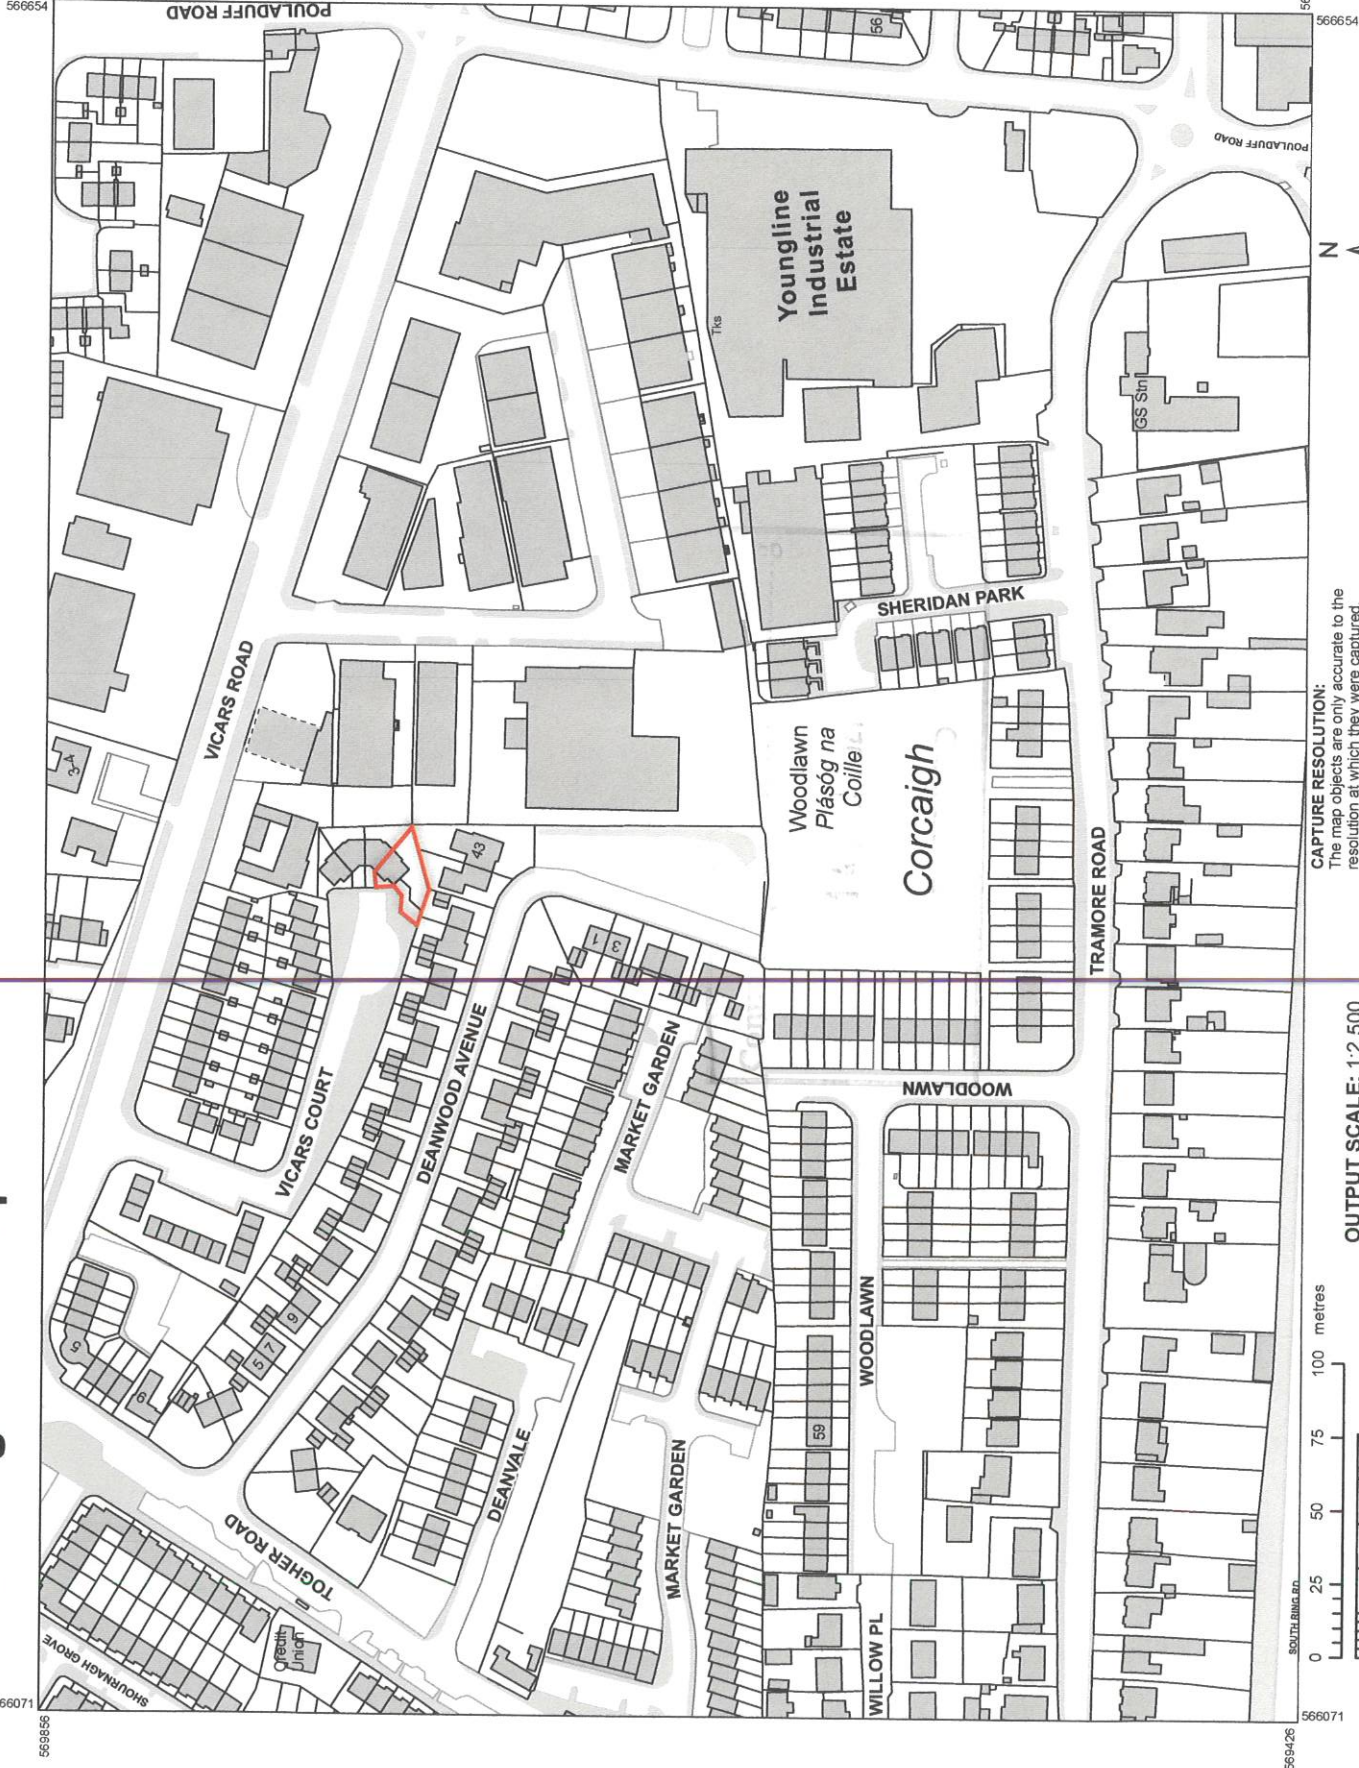 566654
POULADUFF ROAD
56
566654
POULADUFF ROAD
Youngline
Industrial
Estate
Tks
N
GS Stn
SHERIDAN PARK
VICARS ROAD
3-4
Woodlawn
Plásóg na
Coille
Corcaigh
43
1
3
TRAMORE ROAD
CAPTURE RESOLUTION:
The map objects are only accurate to the
resolution at which they were captured
DEANWOOD AVENUE
MARKET GARDEN
VICARS COURT
WOODLAWN
OUTPUT SCALE: 1:2,500
9
5
7
5
9
WOODLAWN
59
DEANVALE
MARKET GARDEN
TOGHER ROAD
Credit
Union
SHOURNAGH GROVE
WILLOW PL
SOUTH RING RD
0 25 50 75 100 metres
66071
569856
566071
569426